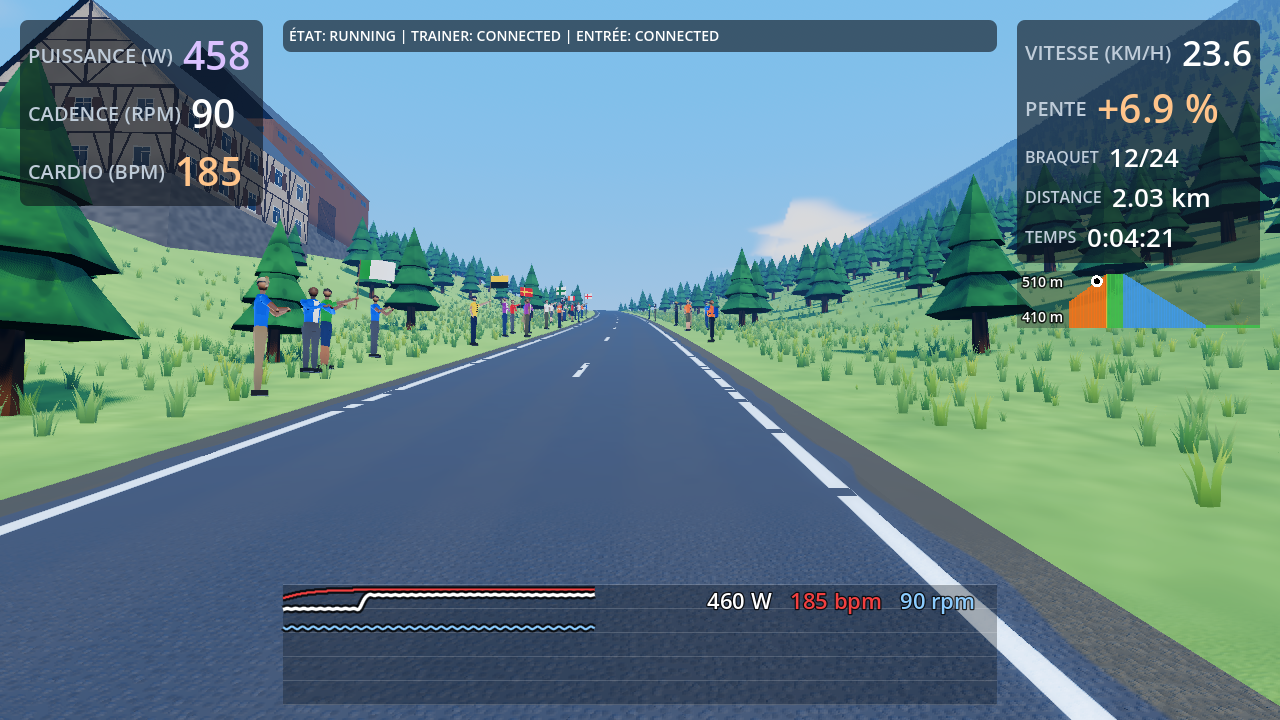 PUISSANCE (W) 458
CADENCE (RPM) 90
CARDIO (BPM) 185
ÉTAT: RUNNING | TRAINER: CONNECTED | ENTRÉE: CONNECTED
VITESSE (KM/H) 23.6
PENTE +6.9 %
BRAQUET 12/24
DISTANCE 2.03 km
TEMPS 0:04:21
510 m
410 m
460 W 185 bpm 90 rpm